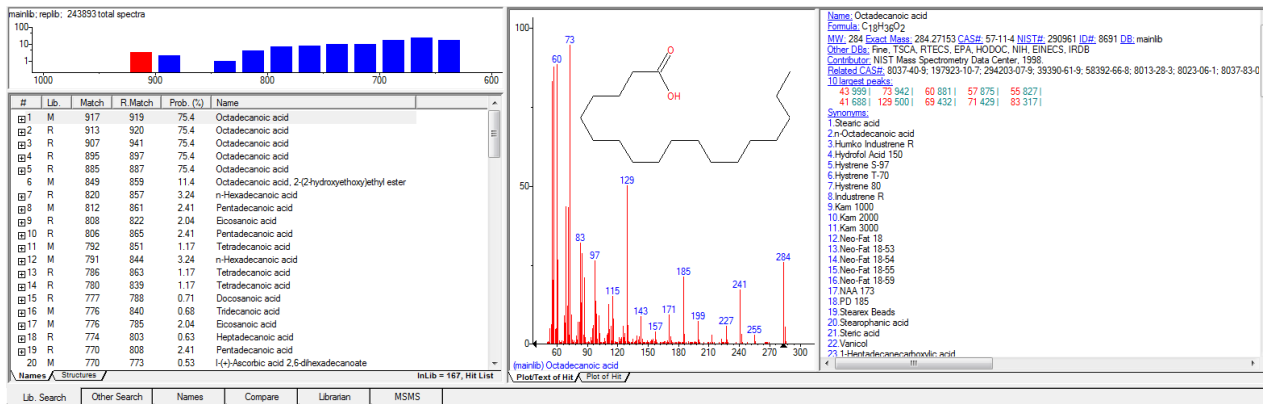 mainlib; replib; 243893 total spectra
100-
10-
1-
1000 900 800 700 600
# Lib. Match R.Match Prob. (%) Name
1 M 917 919 75.4 Octadecanoic acid
2 R 913 920 75.4 Octadecanoic acid
3 R 907 941 75.4 Octadecanoic acid
4 R 895 897 75.4 Octadecanoic acid
5 R 885 887 75.4 Octadecanoic acid
6 M 849 859 11.4 Octadecanoic acid, 2-(2-hydroxyethoxy)ethyl ester
7 R 820 857 3.24 n-Hexadecanoic acid
8 M 812 861 2.41 Pentadecanoic acid
9 R 808 822 2.04 Eicosanoic acid
10 R 806 865 2.41 Pentadecanoic acid
11 M 792 851 1.17 Tetradecanoic acid
12 M 791 844 3.24 n-Hexadecanoic acid
13 R 786 863 1.17 Tetradecanoic acid
14 R 780 839 1.17 Tetradecanoic acid
15 R 777 788 0.71 Docosanoic acid
16 M 776 840 0.68 Tridecanoic acid
17 M 776 785 2.04 Eicosanoic acid
18 R 774 803 0.63 Heptadecanoic acid
19 R 770 808 2.41 Pentadecanoic acid
20 M 770 773 0.53 l-(+)-Ascorbic acid 2,6-dihexadecanoate
Names Structures InLib = 167, Hit List
Lib. Search Other Search Names Compare Librarian MSMS
100
50
0
60
73
83
97
115
129
143
157
171
185
199
227
241
255
284
O
OH
60 90 120 150 180 210 240 270 300
(mainlib) Octadecanoic acid
Plot/Text of Hit Plot of Hit
Name: Octadecanoic acid
Formula: C18H36O2
MW: 284 Exact Mass: 284.27153 CAS#: 57-11-4 NIST#: 290961 ID#: 8691 DB: mainlib
Other DBs: Fine, TSCA, RTECS, EPA, HODOC, NIH, EINECS, IRDB
Contributor: NIST Mass Spectrometry Data Center, 1998.
Related CAS#: 8037-40-9; 197923-10-7; 294203-07-9; 39390-61-9; 58392-66-8; 8013-28-3; 8023-06-1; 8037-83-0
10 largest peaks:
43 999 | 73 942 | 60 881 | 57 875 | 55 827 |
41 688 | 129 500 | 69 432 | 71 429 | 83 317 |
Synonyms:
1.Stearic acid
2.n-Octadecanoic acid
3.Humko Industrene R
4.Hydrofol Acid 150
5.Hystrene S-97
6.Hystrene T-70
7.Hystrene 80
8.Industrene R
9.Kam 1000
10.Kam 2000
11.Kam 3000
12.Neo-Fat 18
13.Neo-Fat 18-53
14.Neo-Fat 18-54
15.Neo-Fat 18-55
16.Neo-Fat 18-59
17.NAA 173
18.PD 185
19.Stearex Beads
20.Stearophanic acid
21.Steric acid
22.Vanicol
23.1-Heptadecanecarboxylic acid